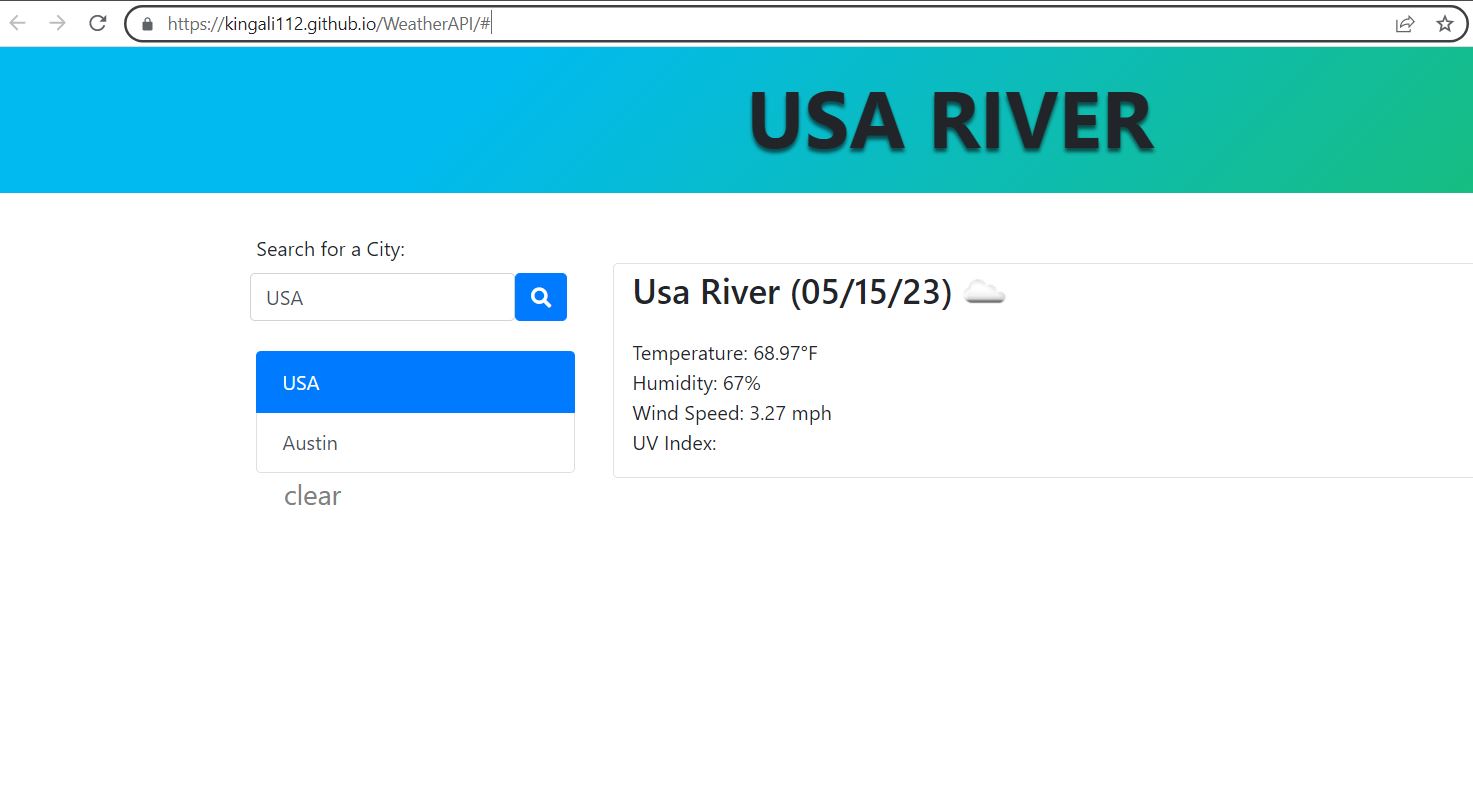 https://kingali112.github.io/WeatherAPI/#
USA RIVER
Search for a City:
USA
USA
Austin
clear
Usa River (05/15/23)
Temperature: 68.97°F
Humidity: 67%
Wind Speed: 3.27 mph
UV Index: